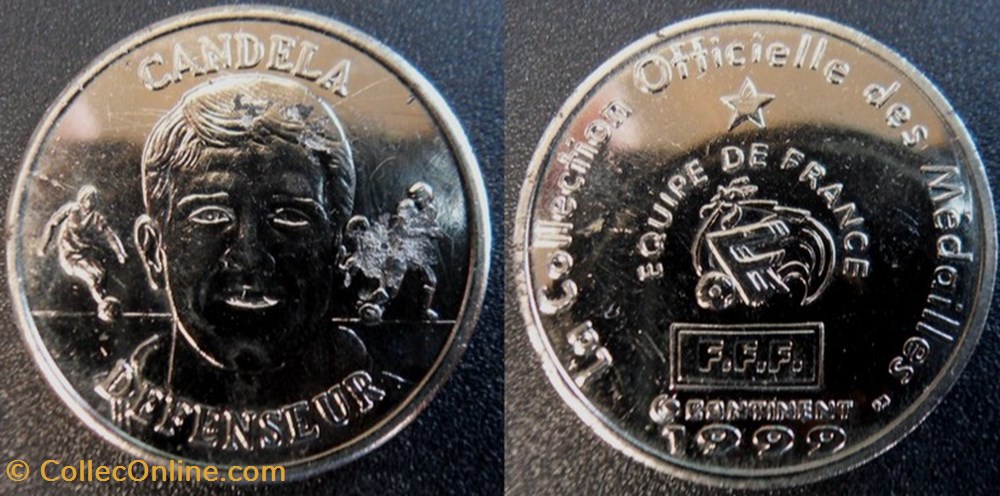 CANDELA
DEFENSEUR
La Collection Officielle des Médailles
EQUIPE DE FRANCE
F.F.F.
CONTINENT
1999
© CollecOnline.com